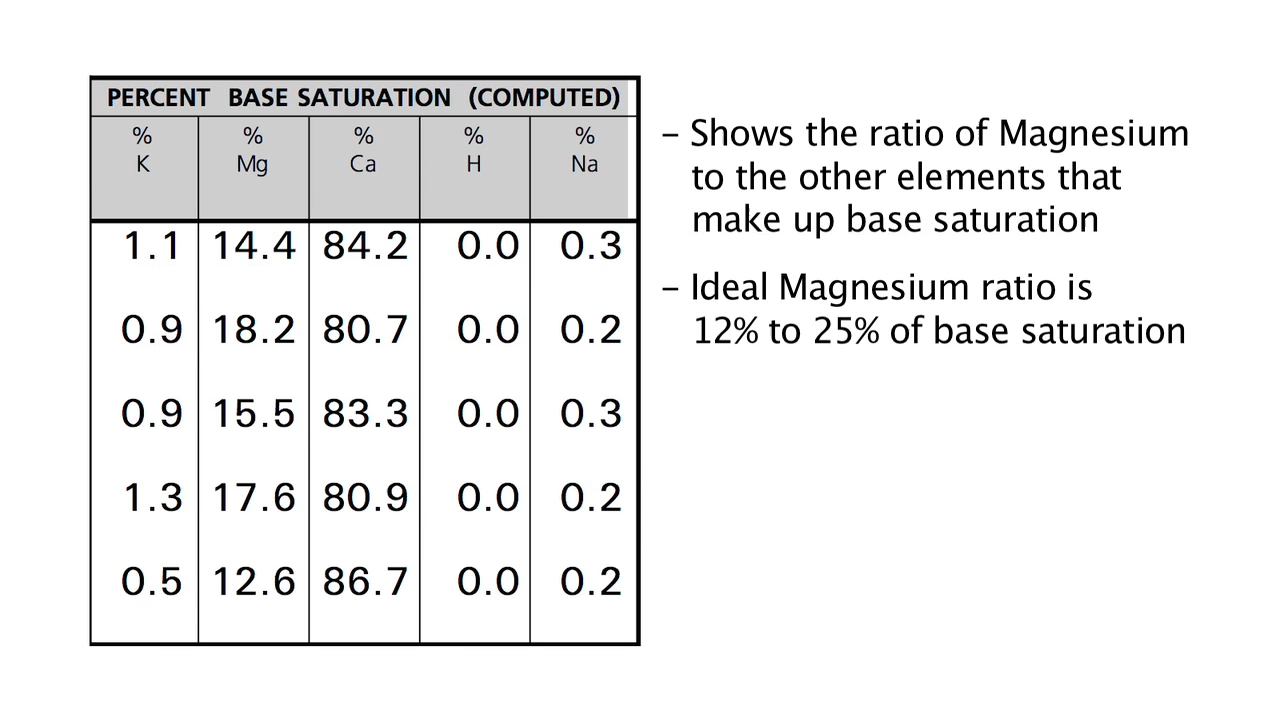 PERCENT BASE SATURATION (COMPUTED)
% % % % %
K Mg Ca H Na
1.1 14.4 84.2 0.0 0.3
0.9 18.2 80.7 0.0 0.2
0.9 15.5 83.3 0.0 0.3
1.3 17.6 80.9 0.0 0.2
0.5 12.6 86.7 0.0 0.2
– Shows the ratio of Magnesium
to the other elements that
make up base saturation
– Ideal Magnesium ratio is
12% to 25% of base saturation